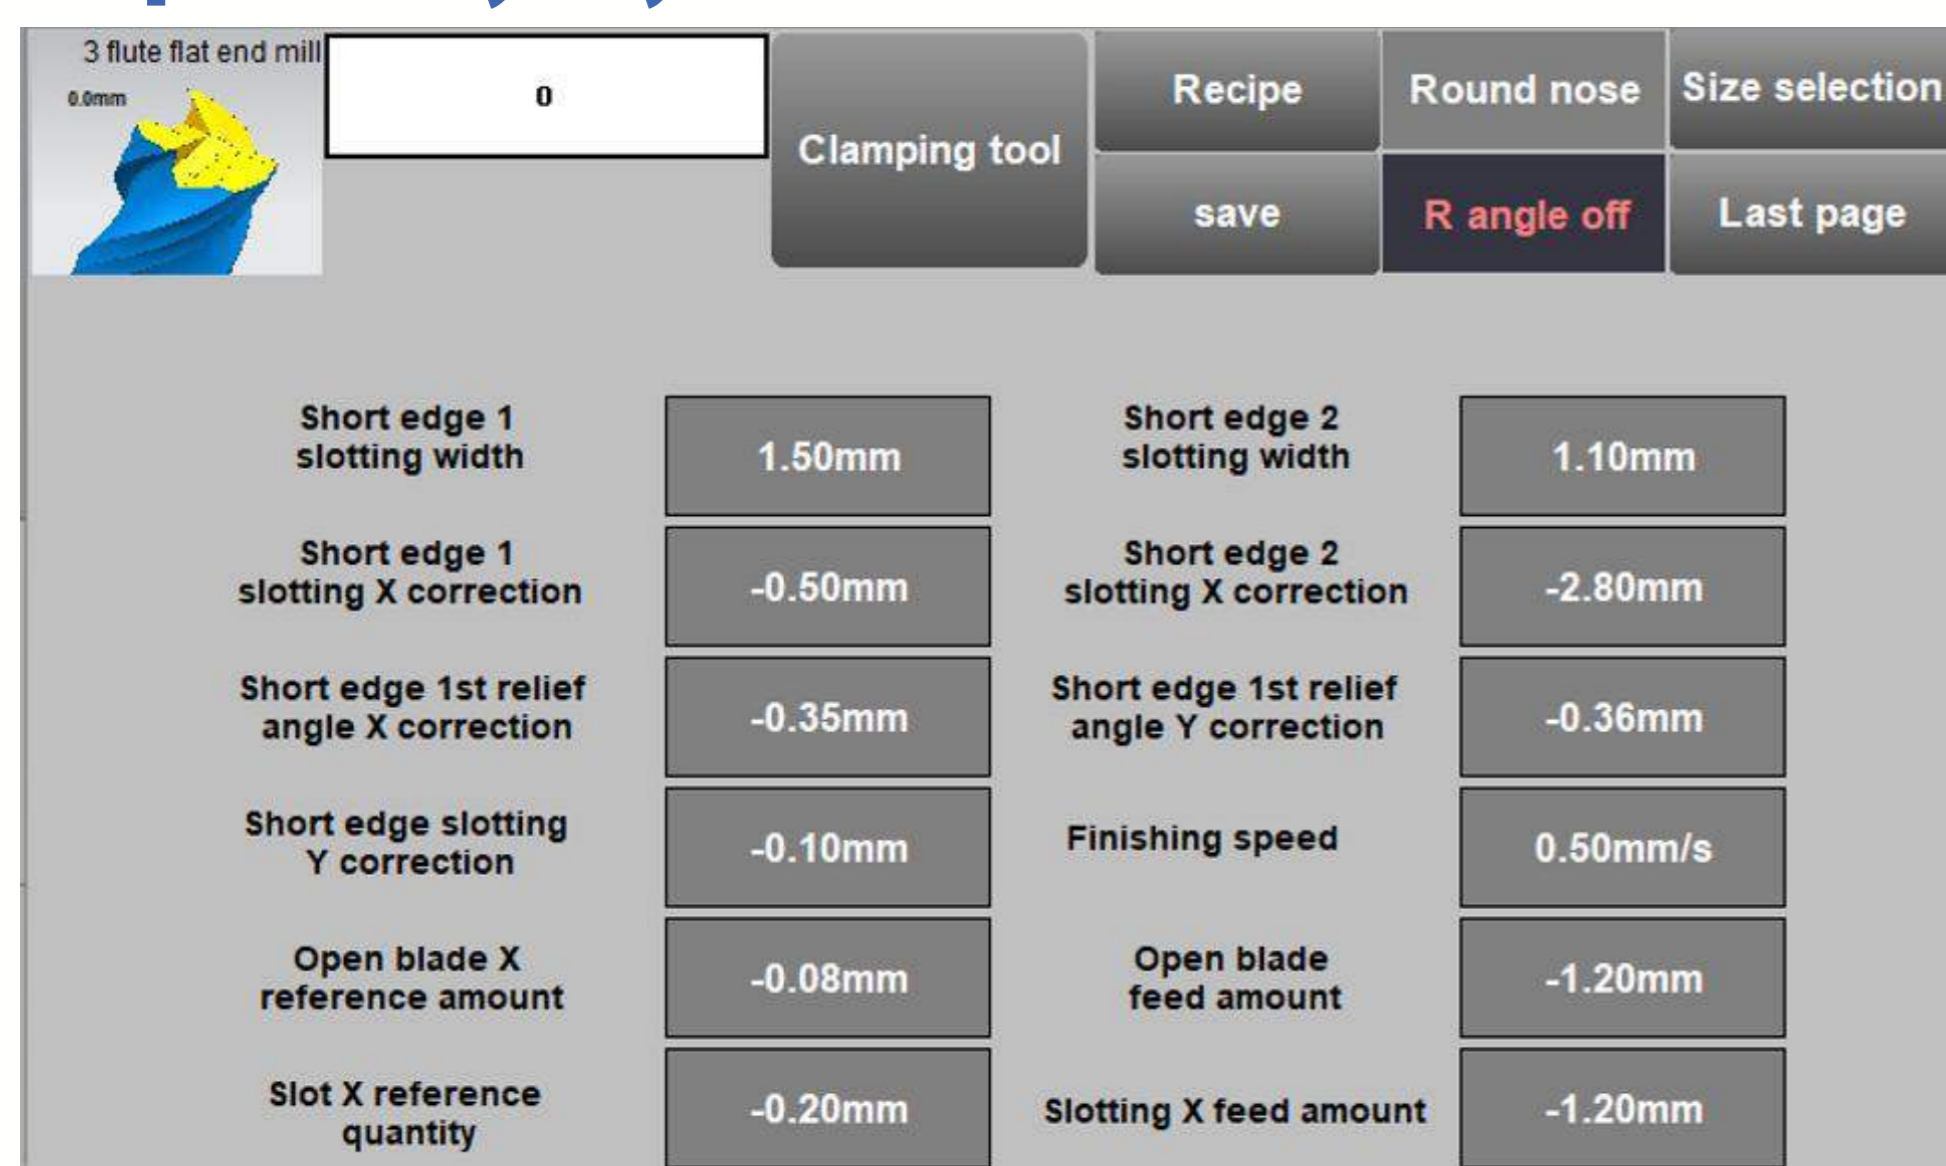 3 flute flat end mill
0.0mm
0
Clamping tool
Recipe
Round nose
Size selection
save
R angle off
Last page
Short edge 1
slotting width
1.50mm
Short edge 2
slotting width
1.10mm
Short edge 1
slotting X correction
-0.50mm
Short edge 2
slotting X correction
-2.80mm
Short edge 1st relief
angle X correction
-0.35mm
Short edge 1st relief
angle Y correction
-0.36mm
Short edge slotting
Y correction
-0.10mm
Finishing speed
0.50mm/s
Open blade X
reference amount
-0.08mm
Open blade
feed amount
-1.20mm
Slot X reference
quantity
-0.20mm
Slotting X feed amount
-1.20mm